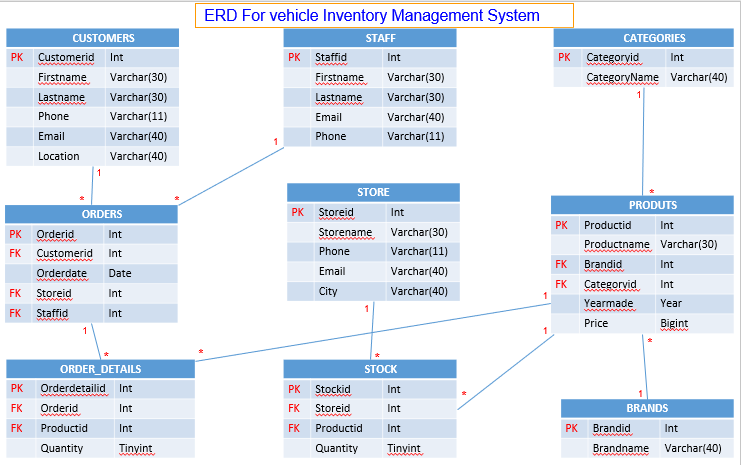 ERD For vehicle Inventory Management System
CUSTOMERS
PK Customerid Int
Firstname Varchar(30)
Lastname Varchar(30)
Phone Varchar(11)
Email Varchar(40)
Location Varchar(40)
1
*
STAFF
PK Staffid Int
Firstname Varchar(30)
Lastname Varchar(30)
Email Varchar(40)
Phone Varchar(11)
1
*
CATEGORIES
PK Categoryid Int
CategoryName Varchar(40)
1
*
ORDERS
PK Orderid Int
FK Customerid Int
Orderdate Date
FK Storeid Int
FK Staffid Int
1
*
STORE
PK Storeid Int
Storename Varchar(30)
Phone Varchar(11)
Email Varchar(40)
City Varchar(40)
1
*
PRODUTS
PK Productid Int
Productname Varchar(30)
FK Brandid Int
FK Categoryid Int
Yearmade Year
Price Bigint
1
*
1
*
*
1
ORDER_DETAILS
PK Orderdetailid Int
FK Orderid Int
FK Productid Int
Quantity Tinyint
STOCK
PK Stockid Int
FK Storeid Int
FK Productid Int
Quantity Tinyint
BRANDS
PK Brandid Int
Brandname Varchar(40)